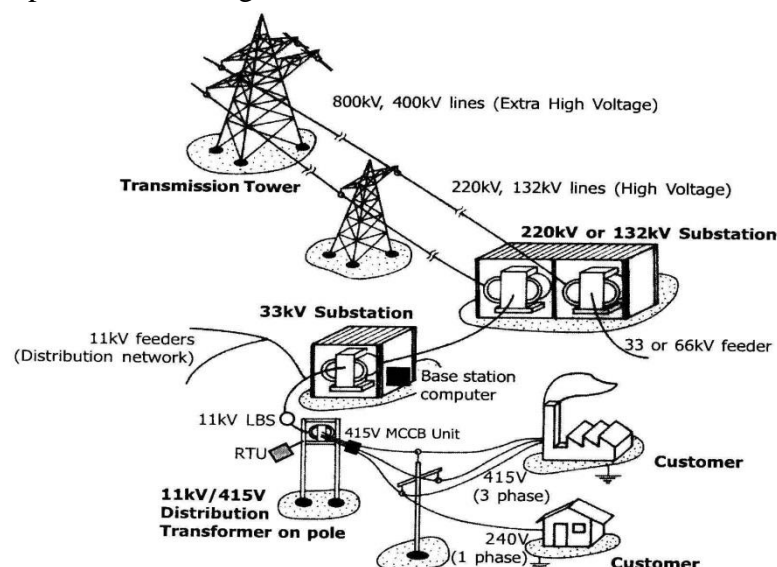 800kV, 400kV lines (Extra High Voltage)
Transmission Tower
220kV, 132kV lines (High Voltage)
220kV or 132kV Substation
33kV Substation
11kV feeders
(Distribution network)
33 or 66kV feeder
Base station
computer
11kV LBS
415V MCCB Unit
RTU
Customer
415V
(3 phase)
11kV/415V
Distribution
Transformer on pole
240V
(1 phase)
Customer